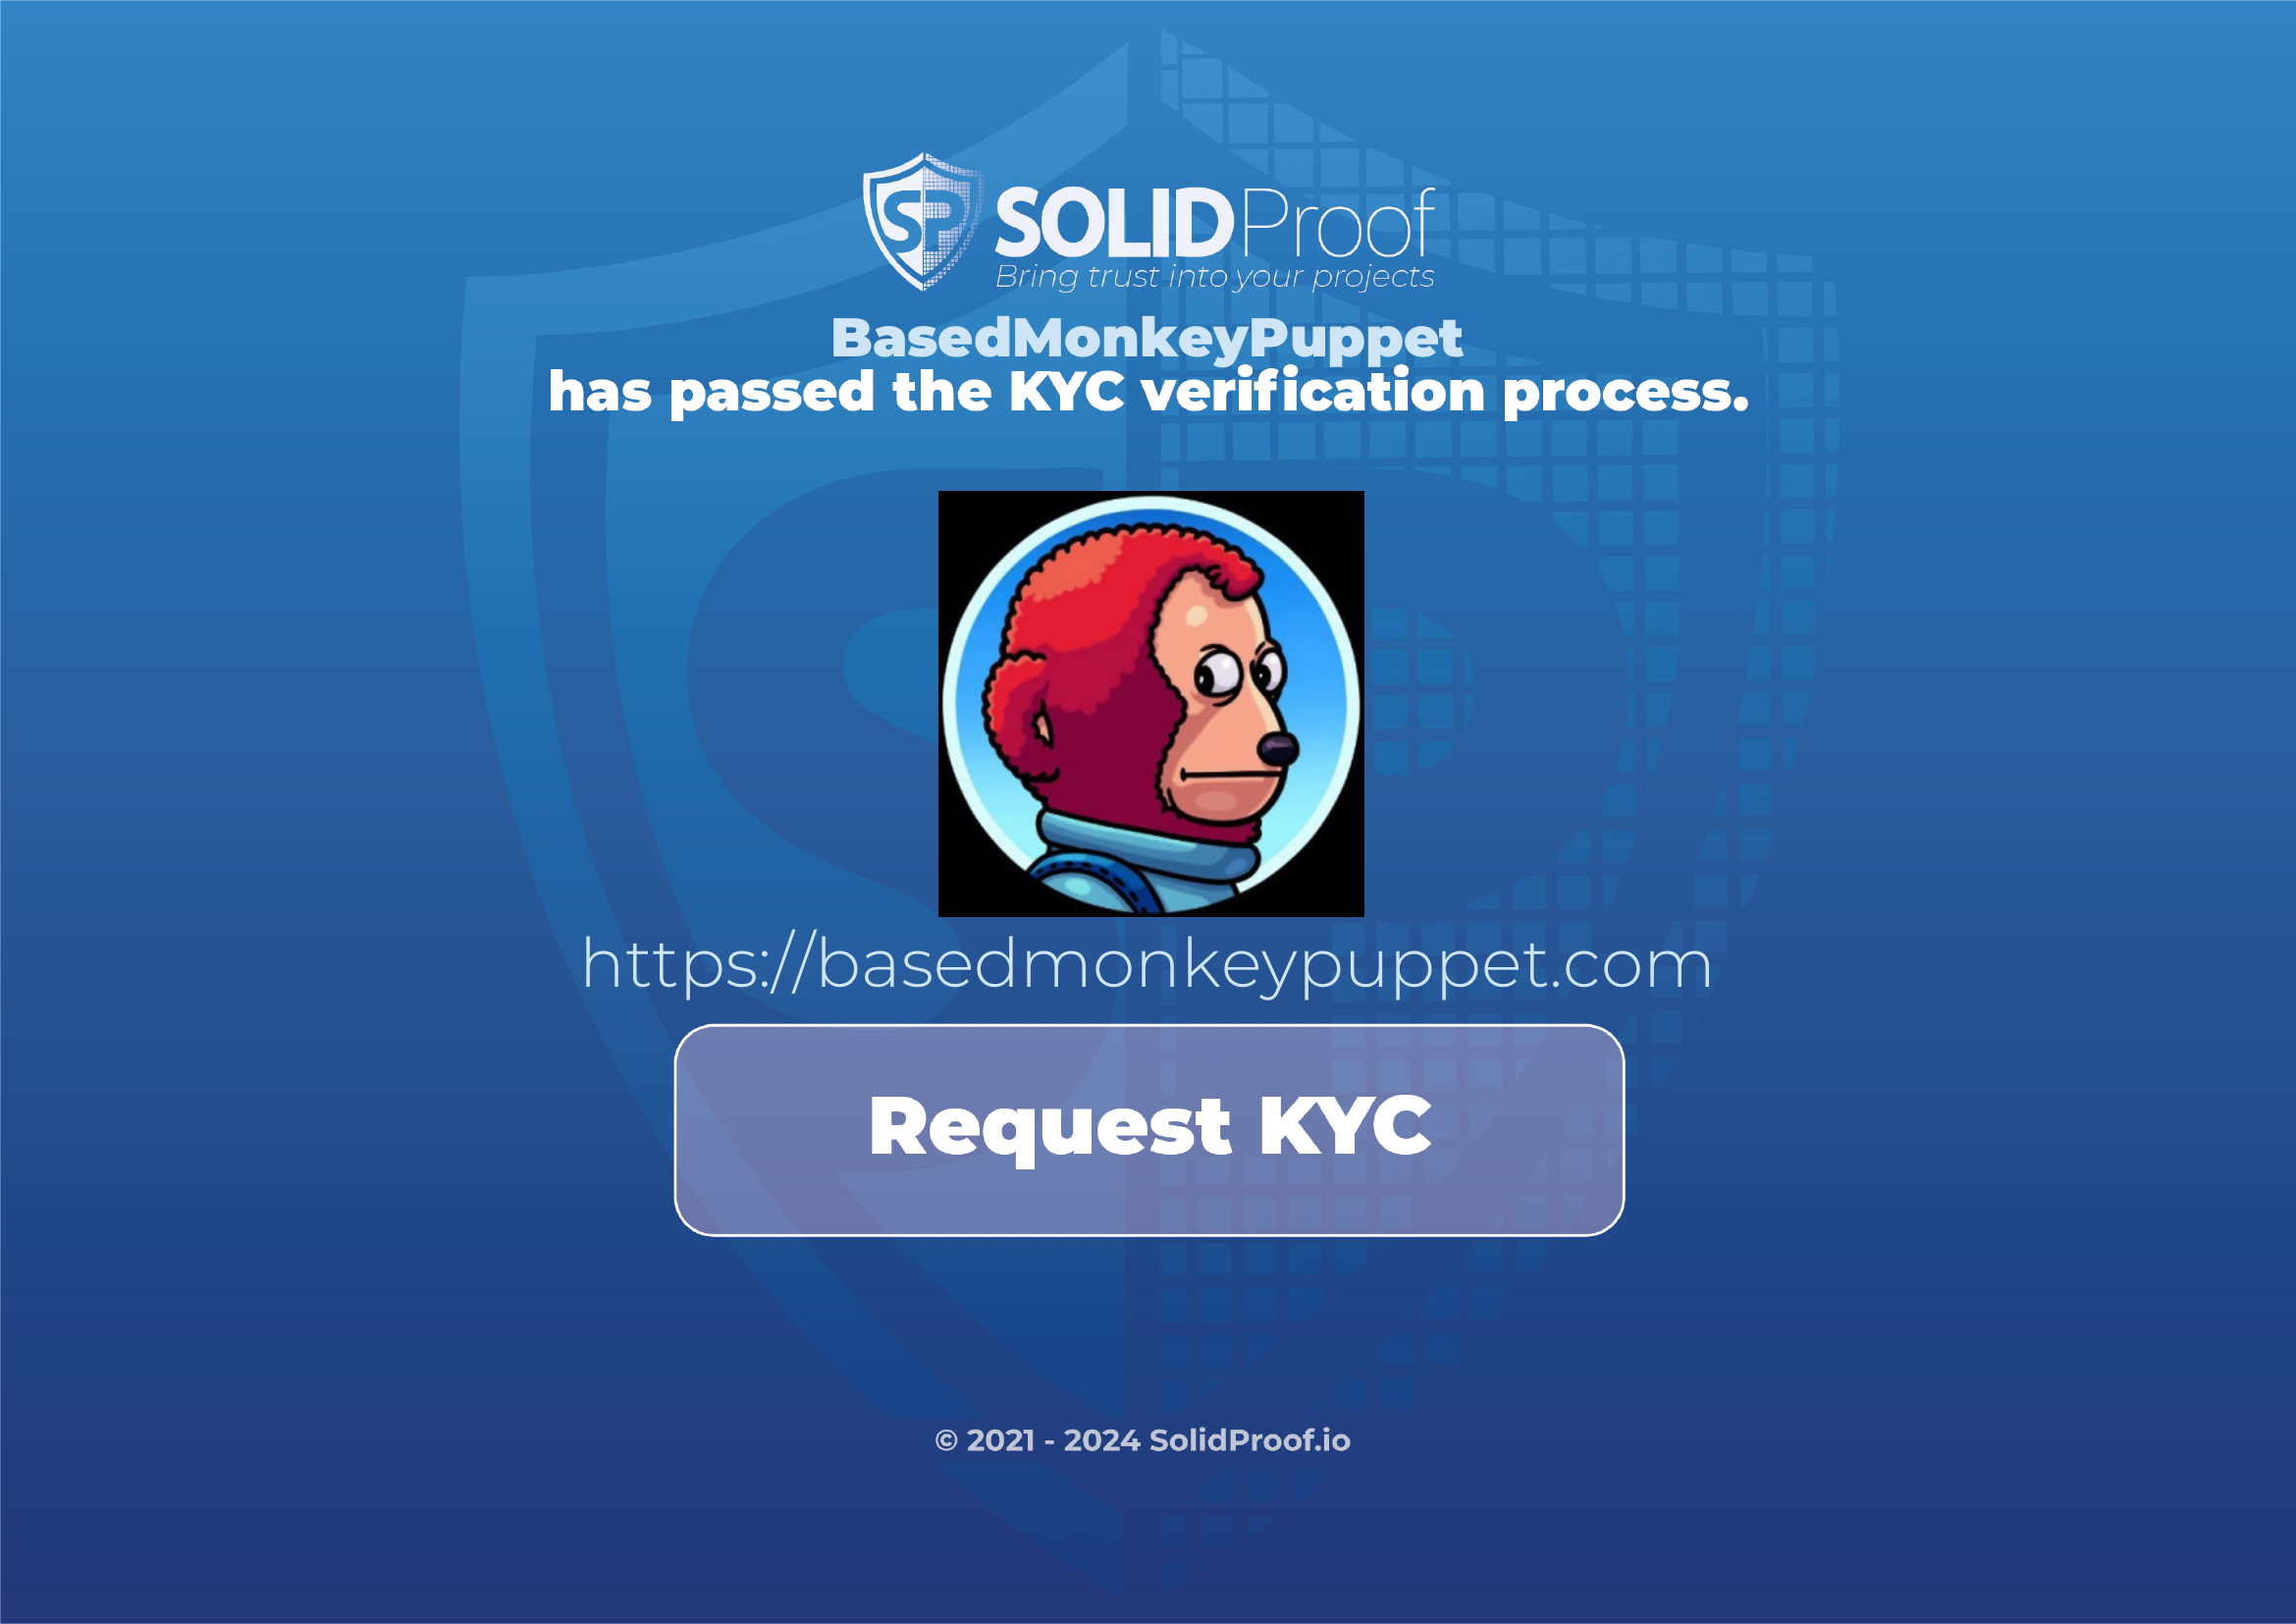 SP
SOLIDProof
Bring trust into your projects
BasedMonkeyPuppet
has passed the KYC verification process.
https://basedmonkeypuppet.com
Request KYC
© 2021 - 2024 SolidProof.io